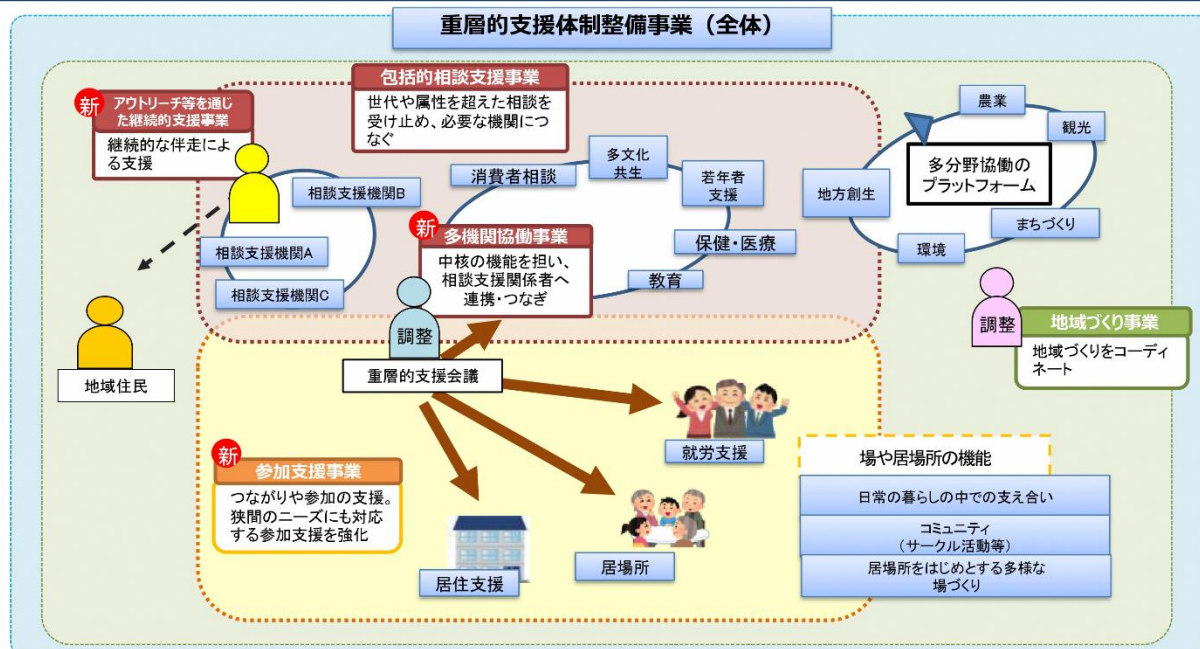 重層的支援体制整備事業（全体）
新
アウトリーチ等を通じ
た継続的支援事業
継続的な伴走によ
る支援
包括的相談支援事業
世代や属性を超えた相談を
受け止め、必要な機関につ
なぐ
相談支援機関B
相談支援機関A
相談支援機関C
消費者相談
多文化
共生
若年者
支援
保健・医療
教育
新
多機関協働事業
中核の機能を担い、
相談支援関係者へ
連携・つなぎ
調整
重層的支援会議
農業
観光
多分野協働の
プラットフォーム
地方創生
まちづくり
環境
調整
地域づくり事業
地域づくりをコーディ
ネート
地域住民
新
参加支援事業
つながりや参加の支援。
狭間のニーズにも対応
する参加支援を強化
就労支援
居場所
居住支援
場や居場所の機能
日常の暮らしの中での支え合い
コミュニティ
（サークル活動等）
居場所をはじめとする多様な
場づくり